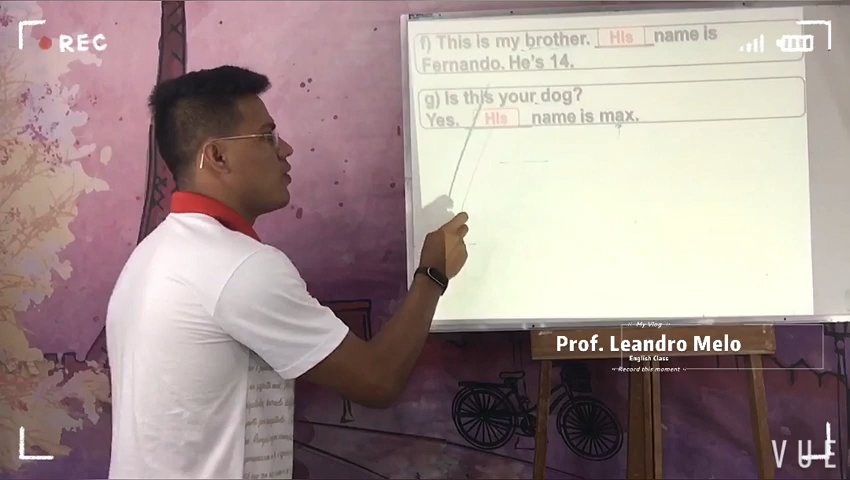 REC
f) This is my brother. His name is
Fernando. He's 14.
g) Is this your dog?
Yes. His name is max.
My Vlog
Prof. Leandro Melo
English Class
Record this moment
VUE